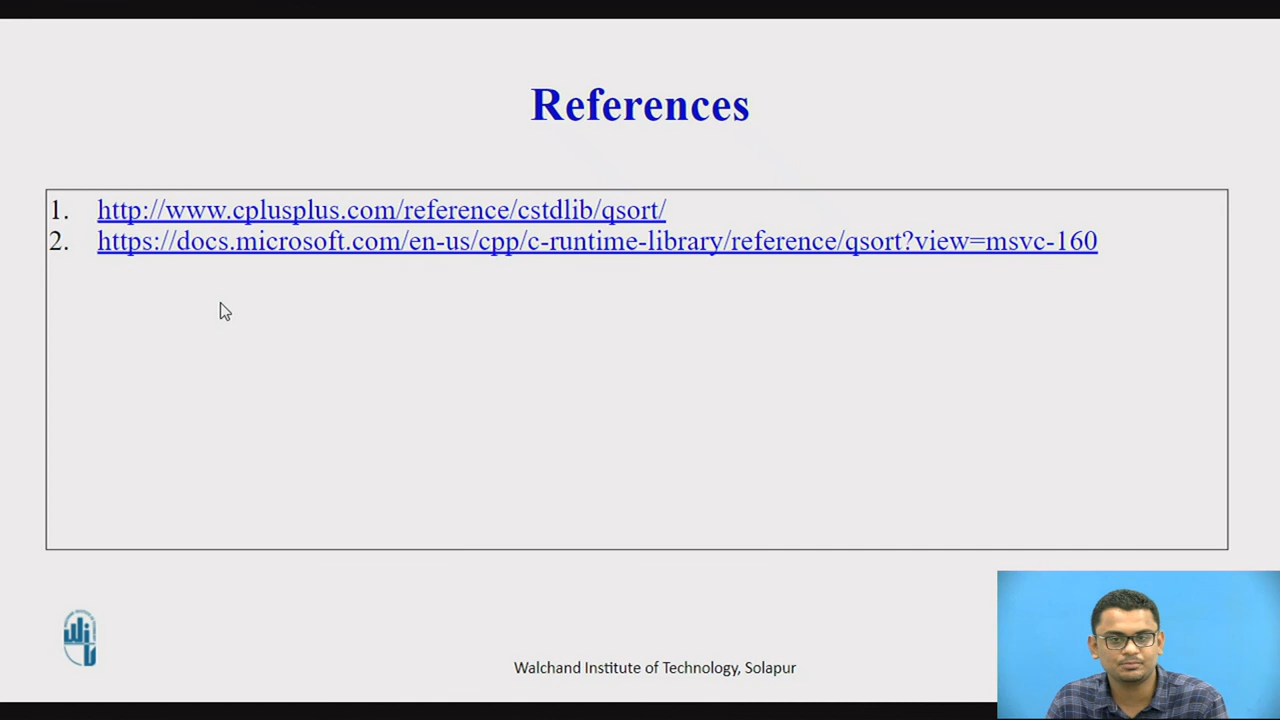 References
1. http://www.cplusplus.com/reference/cstdlib/qsort/
2. https://docs.microsoft.com/en-us/cpp/c-runtime-library/reference/qsort?view=msvc-160
Walchand Institute of Technology, Solapur